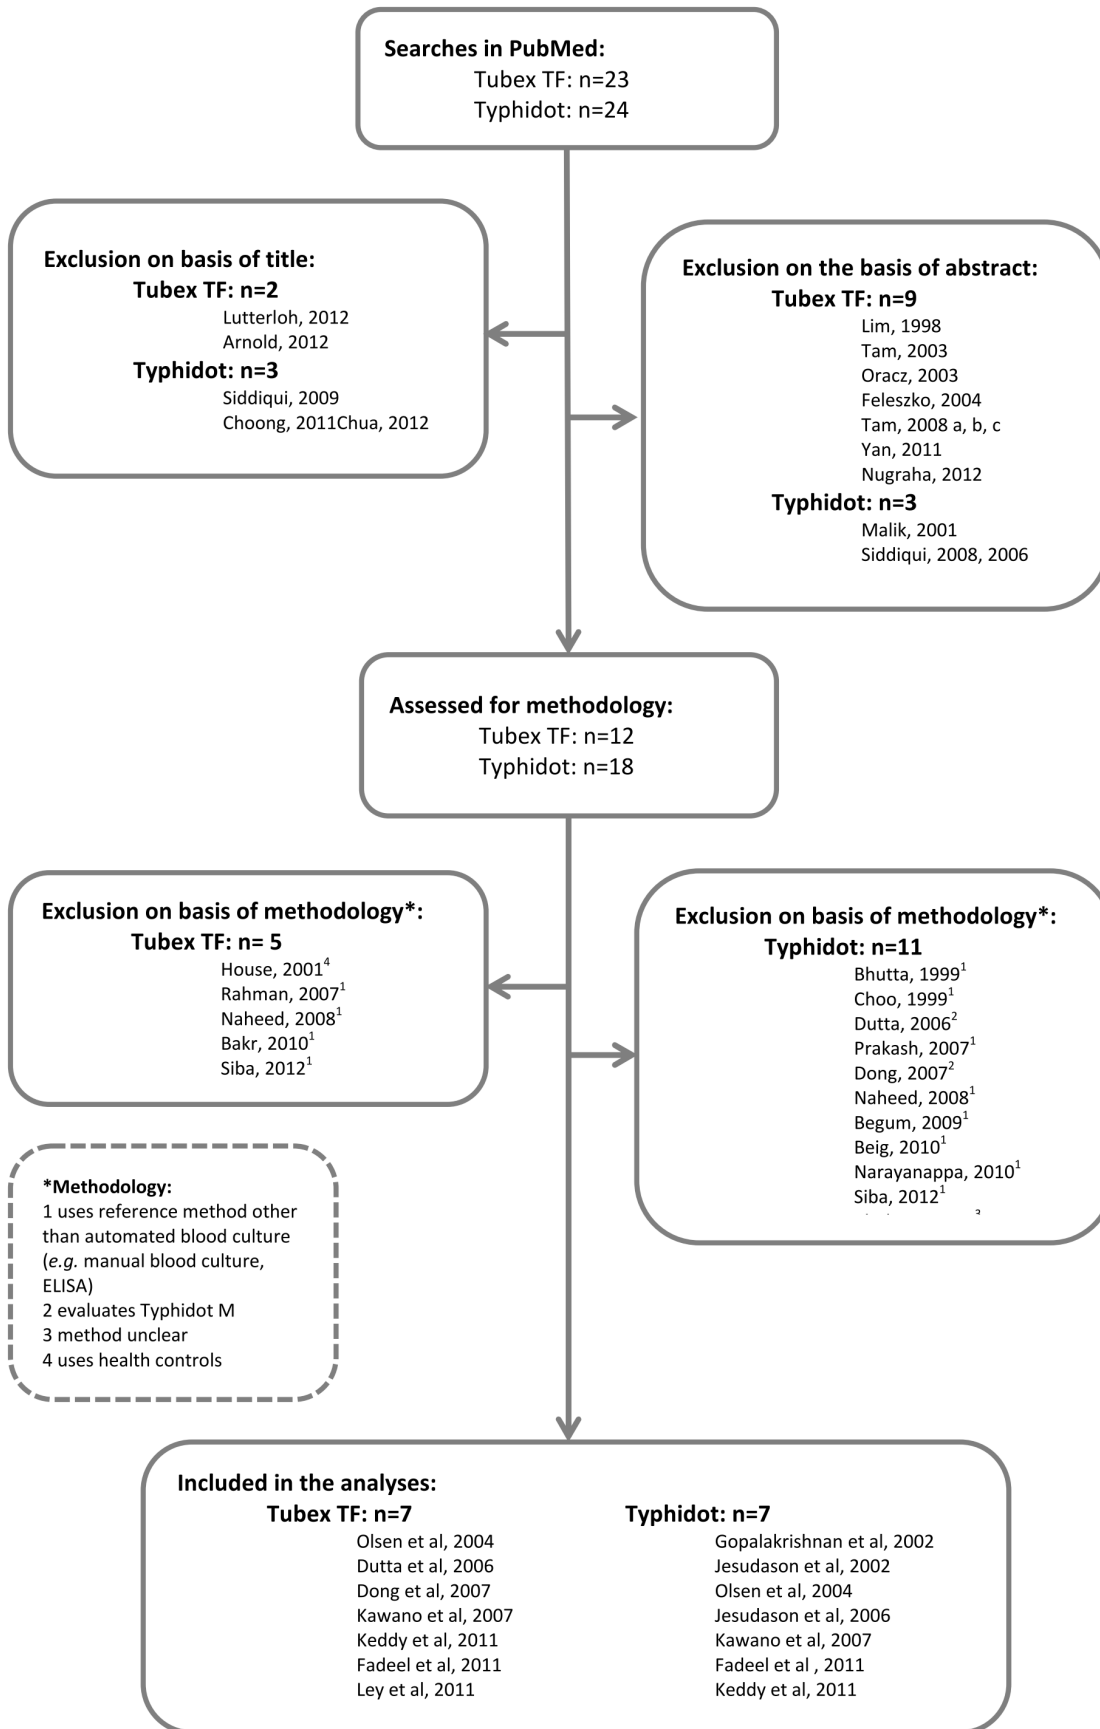 Searches in PubMed:
Tubex TF: n=23
Typhidot: n=24
Exclusion on basis of title:
Tubex TF: n=2
Lutterloh, 2012
Arnold, 2012
Typhidot: n=3
Siddiqui, 2009
Choong, 2011Chua, 2012
Exclusion on the basis of abstract:
Tubex TF: n=9
Lim, 1998
Tam, 2003
Oracz, 2003
Feleszko, 2004
Tam, 2008 a, b, c
Yan, 2011
Nugraha, 2012
Typhidot: n=3
Malik, 2001
Siddiqui, 2008, 2006
Assessed for methodology:
Tubex TF: n=12
Typhidot: n=18
Exclusion on basis of methodology*:
Tubex TF: n= 5
House, 2001⁴
Rahman, 2007¹
Naheed, 2008¹
Bakr, 2010¹
Siba, 2012¹
Exclusion on basis of methodology*:
Typhidot: n=11
Bhutta, 1999¹
Choo, 1999¹
Dutta, 2006²
Prakash, 2007¹
Dong, 2007²
Naheed, 2008¹
Begum, 2009¹
Beig, 2010¹
Narayanappa, 2010¹
Siba, 2012¹
³
*Methodology:
1 uses reference method other
than automated blood culture
(e.g. manual blood culture,
ELISA)
2 evaluates Typhidot M
3 method unclear
4 uses health controls
Included in the analyses:
Tubex TF: n=7
Olsen et al, 2004
Dutta et al, 2006
Dong et al, 2007
Kawano et al, 2007
Keddy et al, 2011
Fadeel et al, 2011
Ley et al, 2011
Typhidot: n=7
Gopalakrishnan et al, 2002
Jesudason et al, 2002
Olsen et al, 2004
Jesudason et al, 2006
Kawano et al, 2007
Fadeel et al , 2011
Keddy et al, 2011